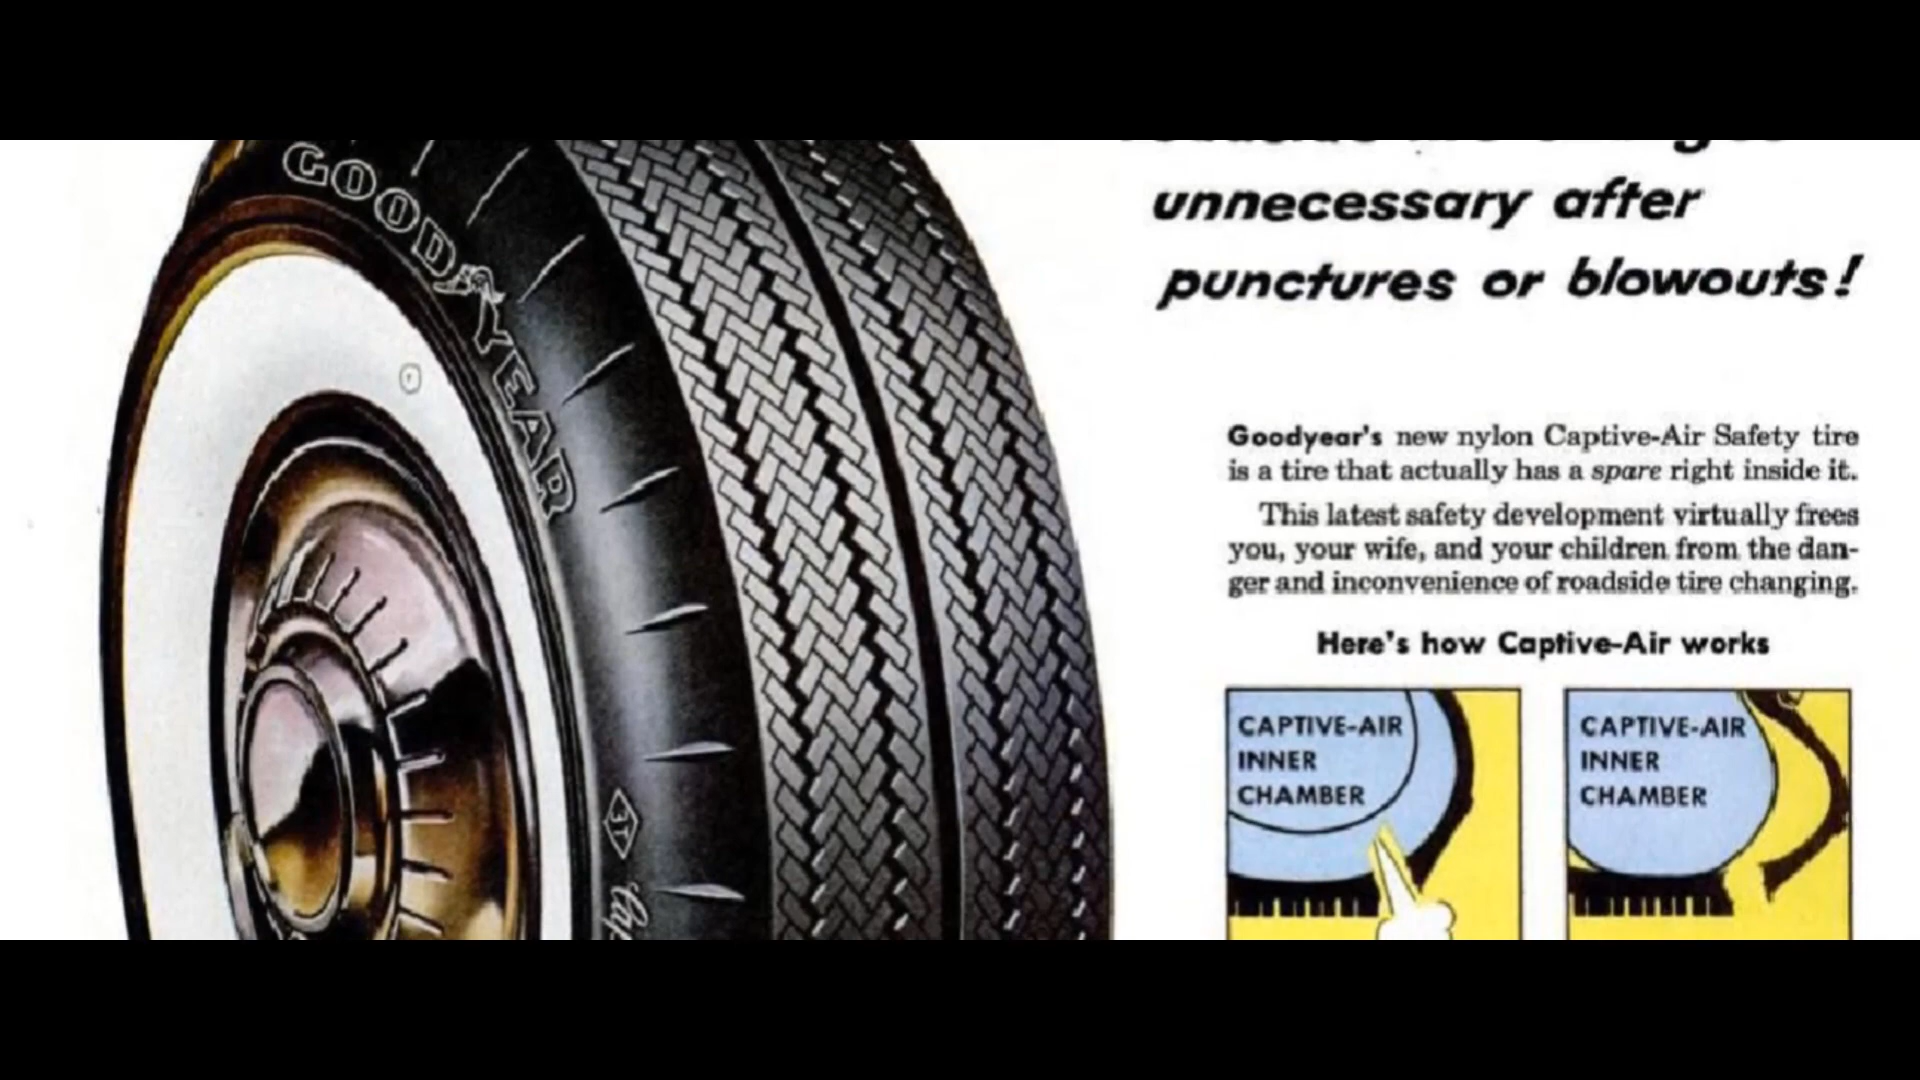 GOODYEAR
unnecessary after
punctures or blowouts!
Goodyear's new nylon Captive-Air Safety tire
is a tire that actually has a spare right inside it.
This latest safety development virtually frees
you, your wife, and your children from the dan-
ger and inconvenience of roadside tire changing.
Here's how Captive-Air works
CAPTIVE-AIR
INNER
CHAMBER
CAPTIVE-AIR
INNER
CHAMBER
3T